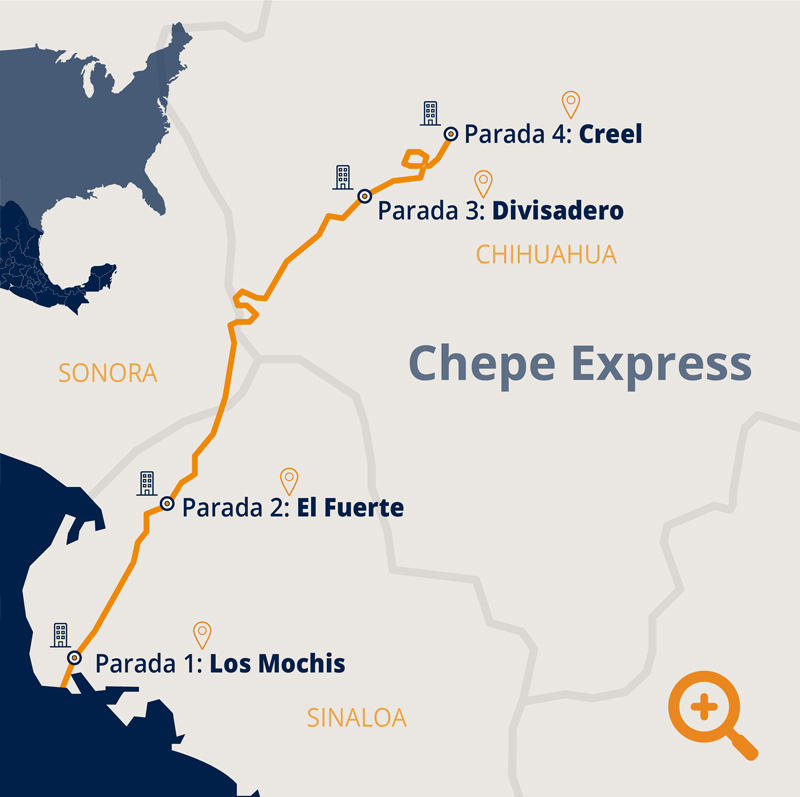 Parada 4: Creel
Parada 3: Divisadero
CHIHUAHUA
Chepe Express
SONORA
Parada 2: El Fuerte
Parada 1: Los Mochis
SINALOA